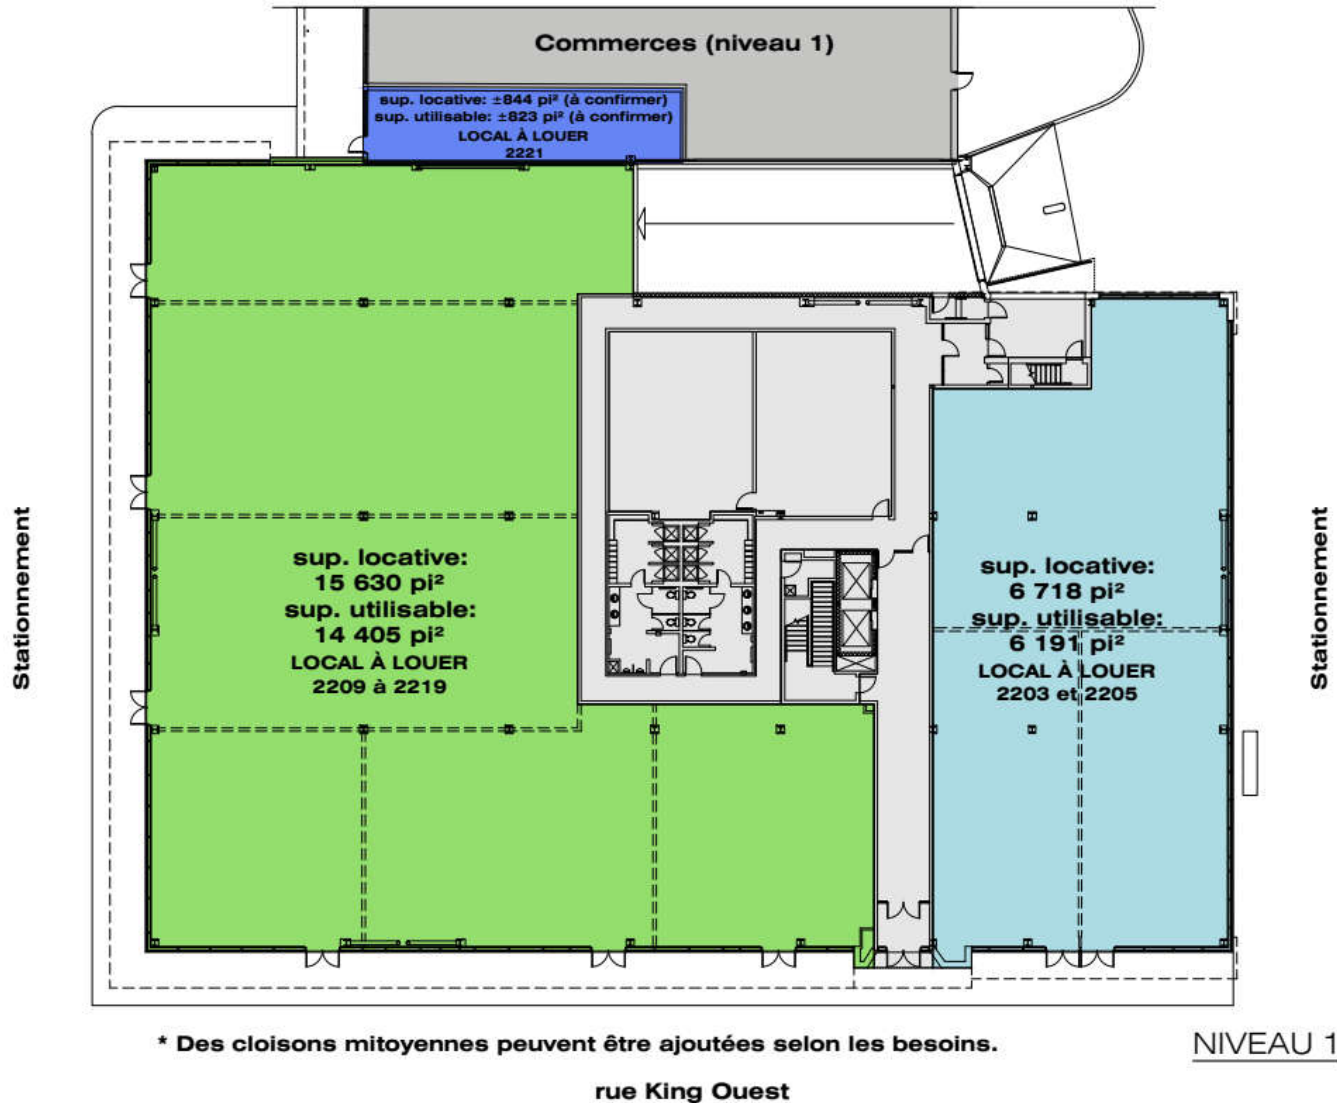 Commerces (niveau 1)
sup. locative: ±844 pi² (à confirmer)
sup. utilisable: ±823 pi² (à confirmer)
LOCAL À LOUER
2221
Stationnement
sup. locative:
15 630 pi²
sup. utilisable:
14 405 pi²
LOCAL À LOUER
2209 à 2219
sup. locative:
6 718 pi²
sup. utilisable:
6 191 pi²
LOCAL À LOUER
2203 et 2205
Stationnement
* Des cloisons mitoyennes peuvent être ajoutées selon les besoins.
NIVEAU 1
rue King Ouest